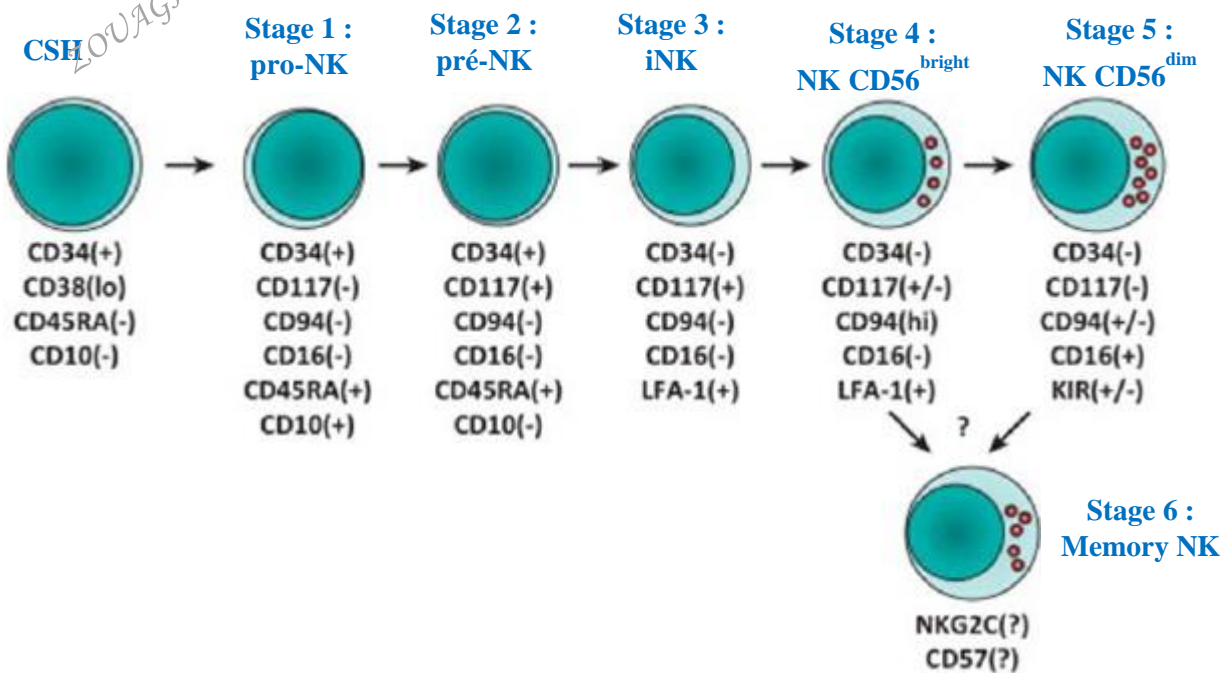 CSH
Stage 1 :
pro-NK
Stage 2 :
pré-NK
Stage 3 :
iNK
Stage 4 :
NK CD56bright
Stage 5 :
NK CD56dim
CD34(+)
CD38(lo)
CD45RA(-)
CD10(-)
CD34(+)
CD117(-)
CD94(-)
CD16(-)
CD45RA(+)
CD10(+)
CD34(+)
CD117(+)
CD94(-)
CD16(-)
CD45RA(+)
CD10(-)
CD34(-)
CD117(+)
CD94(-)
CD16(-)
LFA-1(+)
CD34(-)
CD117(+/-)
CD94(hi)
CD16(-)
LFA-1(+)
CD34(-)
CD117(-)
CD94(+/-)
CD16(+)
KIR(+/-)
?
Stage 6 :
Memory NK
NKG2C(?)
CD57(?)